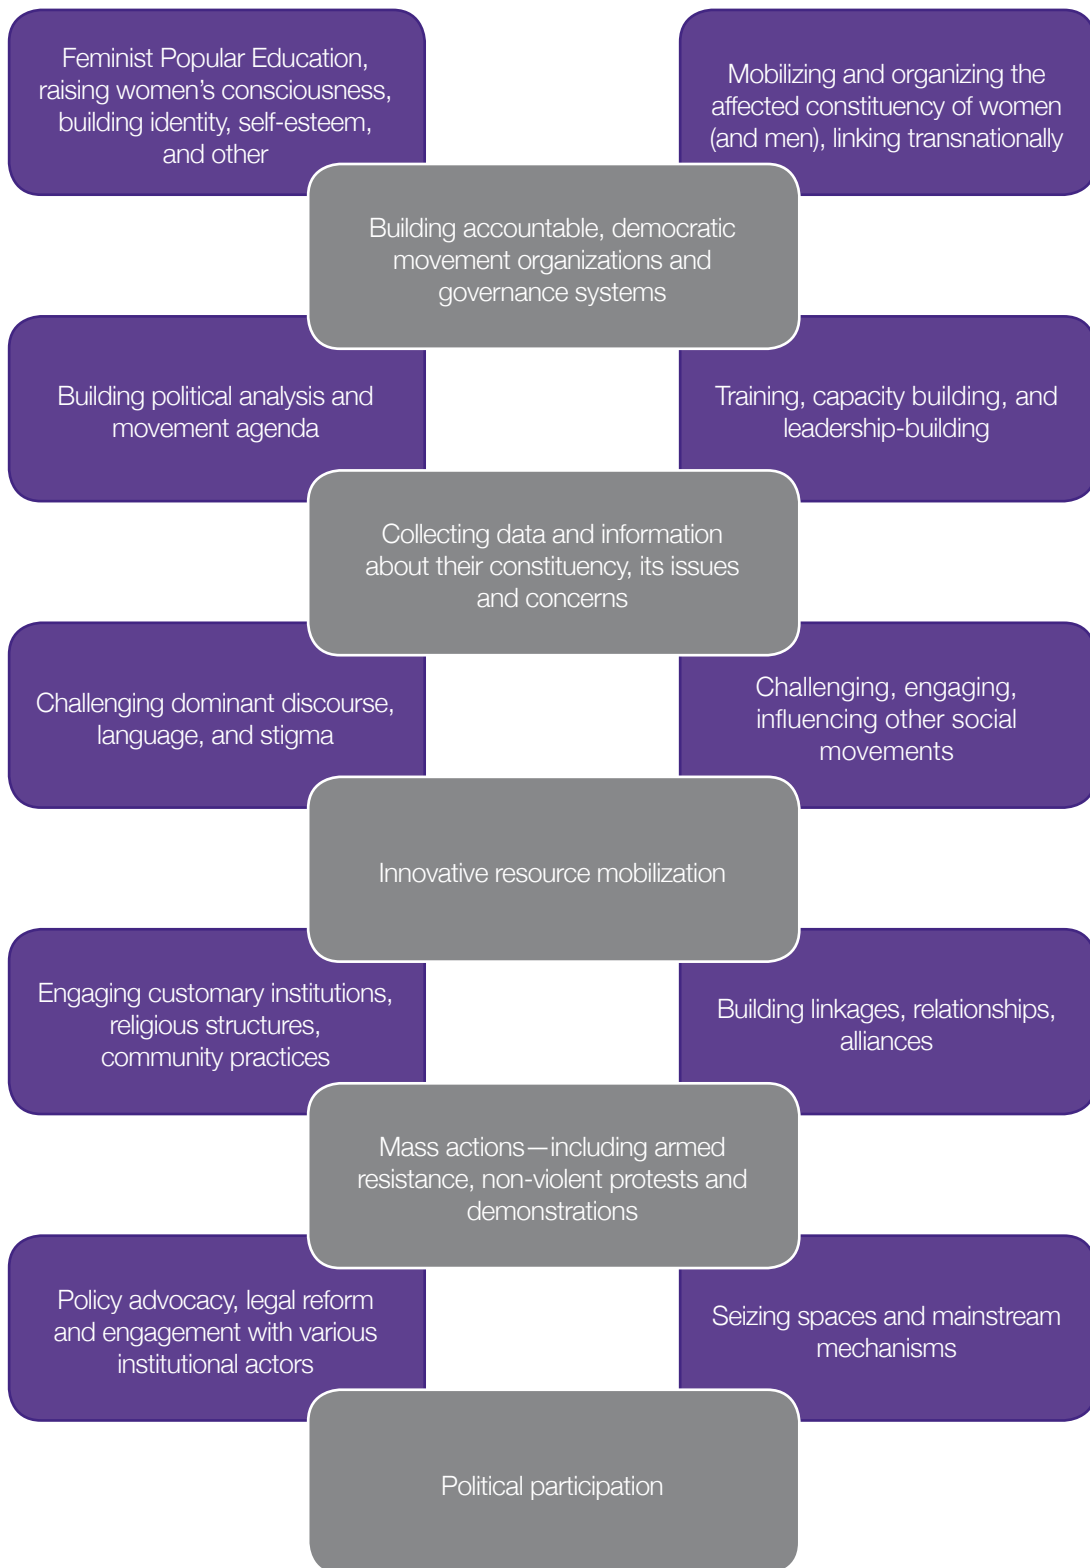 Feminist Popular Education,
raising women’s consciousness,
building identity, self-esteem,
and other
Mobilizing and organizing the
affected constituency of women
(and men), linking transnationally
Building accountable, democratic
movement organizations and
governance systems
Building political analysis and
movement agenda
Training, capacity building, and
leadership-building
Collecting data and information
about their constituency, its issues
and concerns
Challenging dominant discourse,
language, and stigma
Challenging, engaging,
influencing other social
movements
Innovative resource mobilization
Engaging customary institutions,
religious structures,
community practices
Building linkages, relationships,
alliances
Mass actions—including armed
resistance, non-violent protests and
demonstrations
Policy advocacy, legal reform
and engagement with various
institutional actors
Seizing spaces and mainstream
mechanisms
Political participation